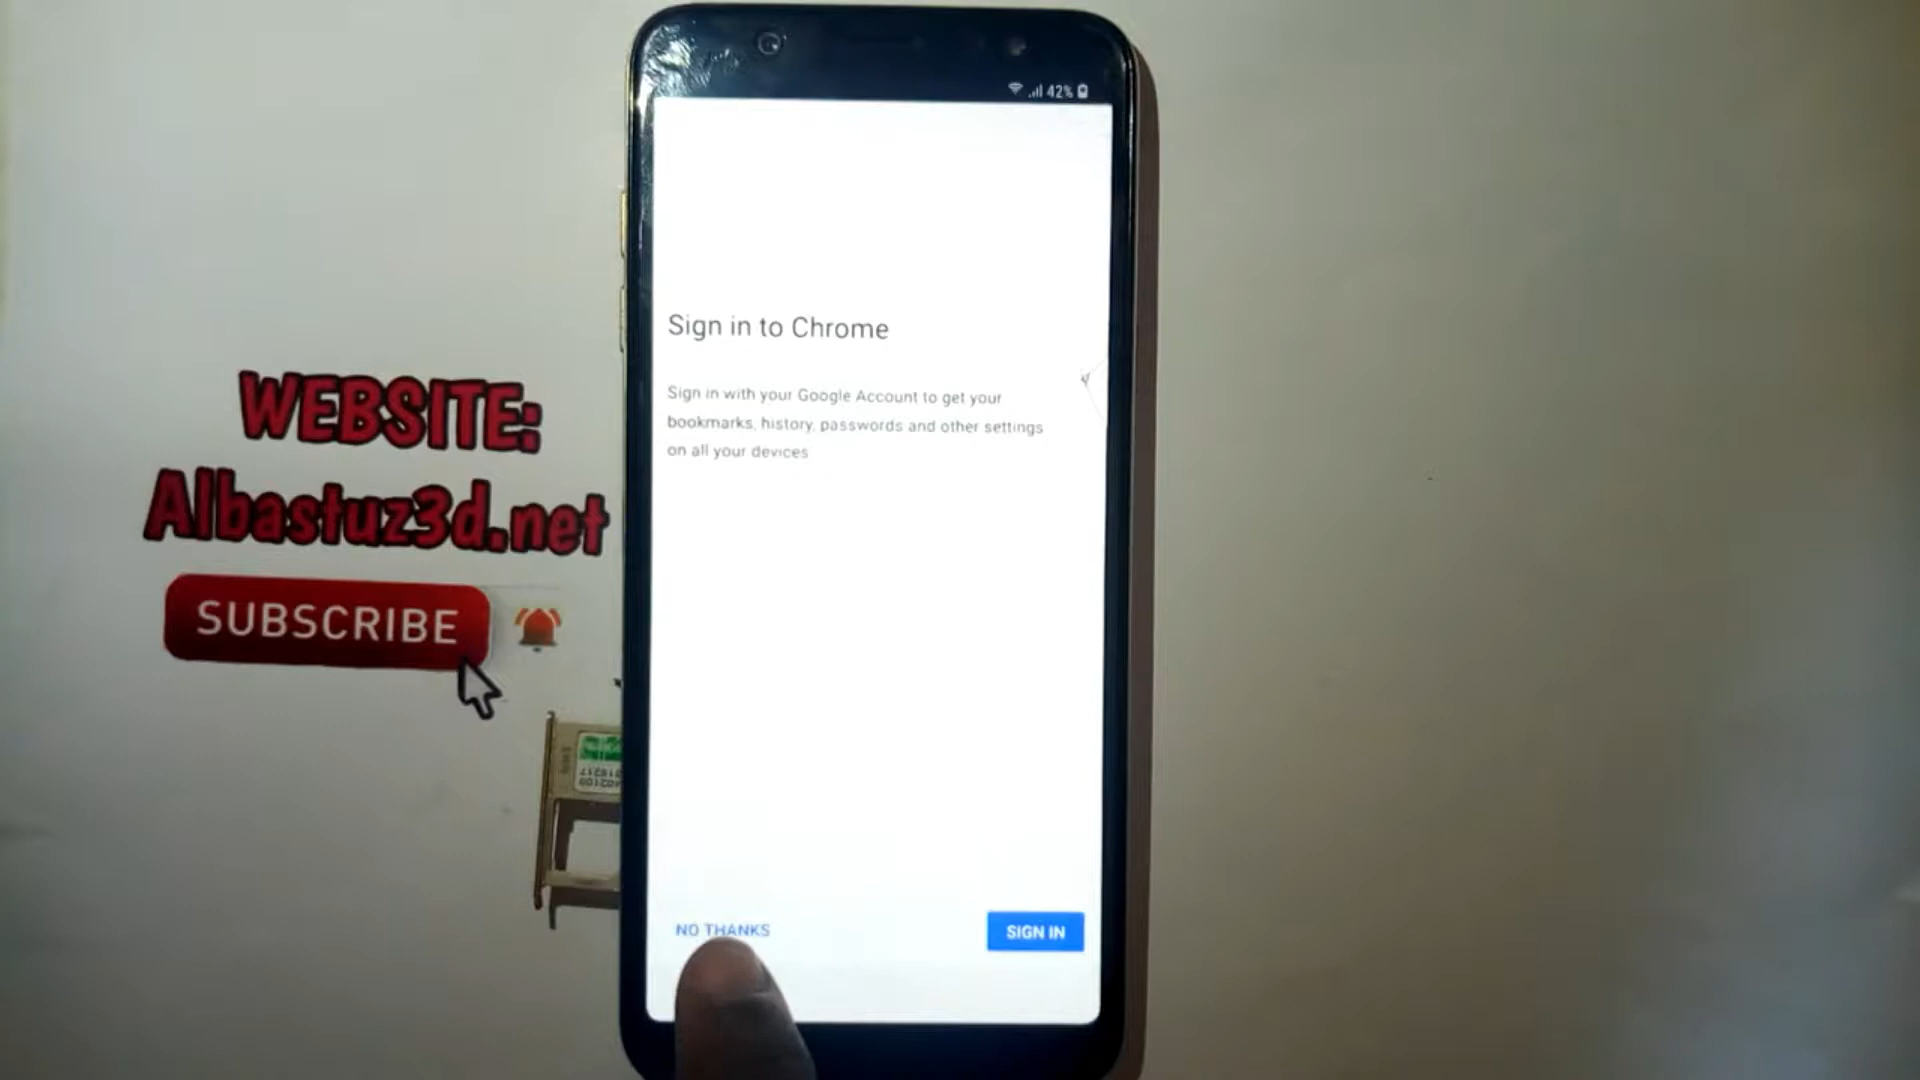 42%
Sign in to Chrome
Sign in with your Google Account to get your
bookmarks, history, passwords and other settings
on all your devices
NO THANKS
SIGN IN
WEBSITE:
Albastuz3d.net
SUBSCRIBE